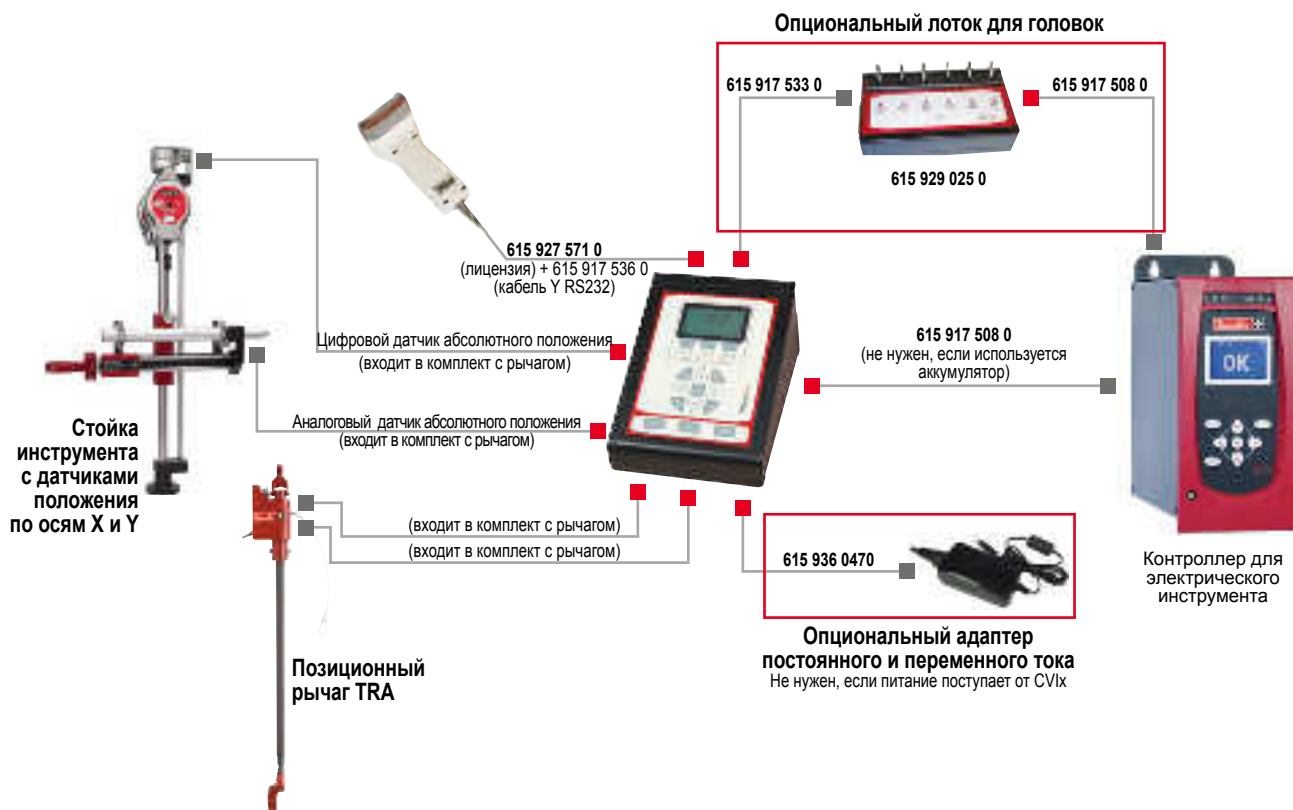 Опциональный лоток для головок
615 917 533 0
615 917 508 0
615 929 025 0
615 927 571 0
(лицензия) + 615 917 536 0
(кабель Y RS232)
Цифровой датчик абсолютного положения
(входит в комплект с рычагом)
615 917 508 0
(не нужен, если используется
аккумулятор)
OK
Аналоговый датчик абсолютного положения
(входит в комплект с рычагом)
Стойка
инструмента
с датчиками
положения
по осям X и Y
(входит в комплект с рычагом)
(входит в комплект с рычагом)
615 936 0470
Контроллер для
электрического
инструмента
Опциональный адаптер
постоянного и переменного тока
Не нужен, если питание поступает от CVIx
Позиционный
рычаг TRA